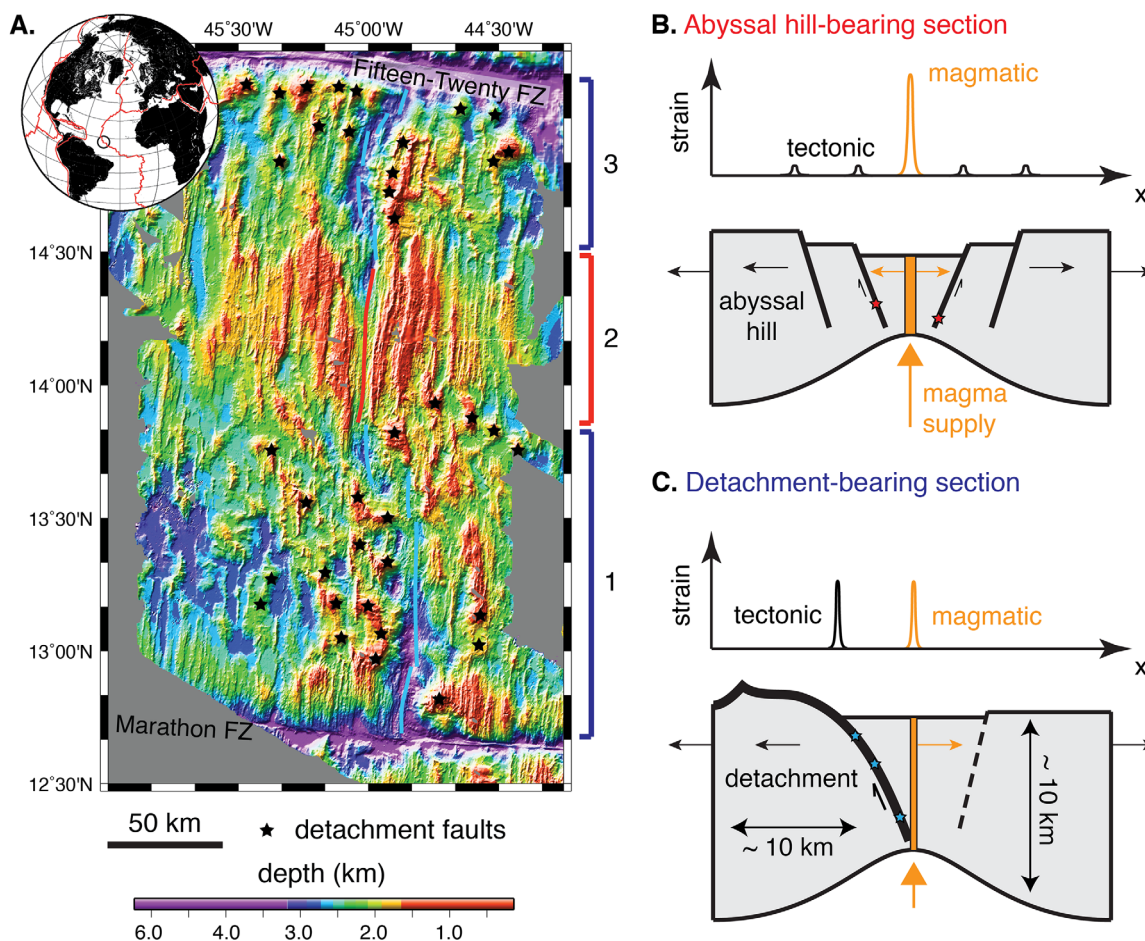 A.
45°30'W 45°00'W 44°30'W
Fifteen-Twenty FZ
3
14°30'N
2
14°00'N
13°30'N
1
13°00'N
Marathon FZ
12°30'N
50 km
★ detachment faults
depth (km)
6.0 5.0 4.0 3.0 2.0 1.0
B. Abyssal hill-bearing section
strain
magmatic
tectonic
x
abyssal
hill
magma
supply
C. Detachment-bearing section
strain
tectonic
magmatic
x
detachment
~ 10 km
~ 10 km